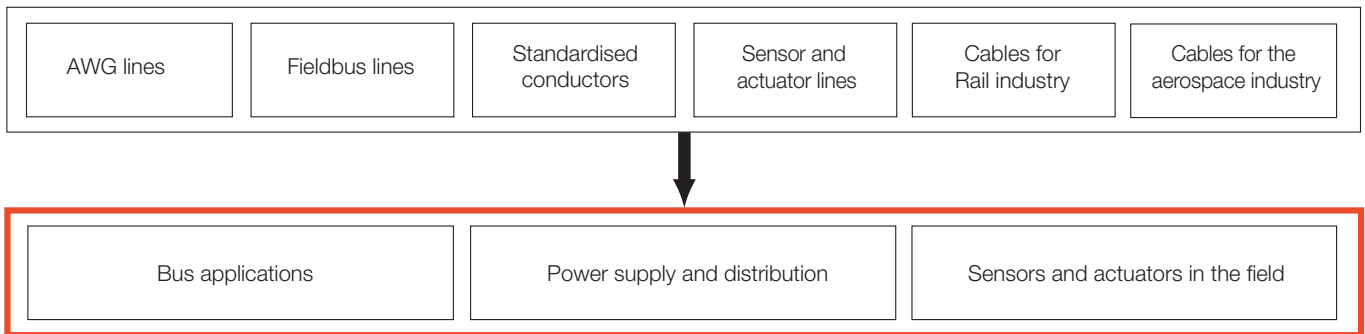 AWG lines
Fieldbus lines
Standardised
conductors
Sensor and
actuator lines
Cables for
Rail industry
Cables for the
aerospace industry
Bus applications
Power supply and distribution
Sensors and actuators in the field